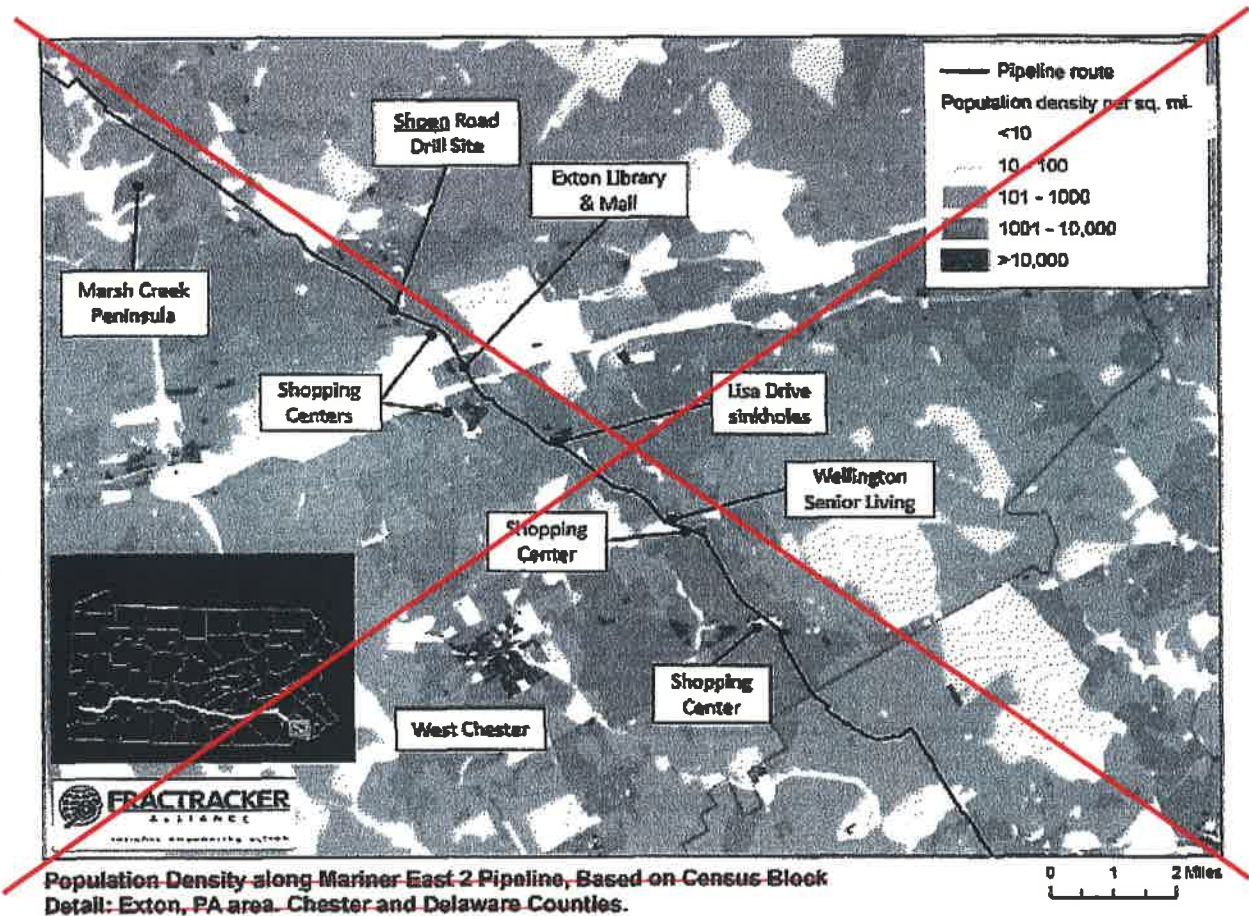 Pipeline route
Population density per sq. mi.
<10
10 - 100
101 - 1000
1001 - 10,000
>10,000
Shoen Road
Drill Site
Exton Library
& Mall
Marsh Creek
Peninsula
Shopping
Centers
Lisa Drive
sinkholes
Wellington
Senior Living
Shopping
Center
Shopping
Center
West Chester
FRACTRACKER
ALLIANCE
Population Density along Mariner East 2 Pipeline, Based on Census Block
Detail: Exton, PA area. Chester and Delaware Counties.
0 1 2 Miles